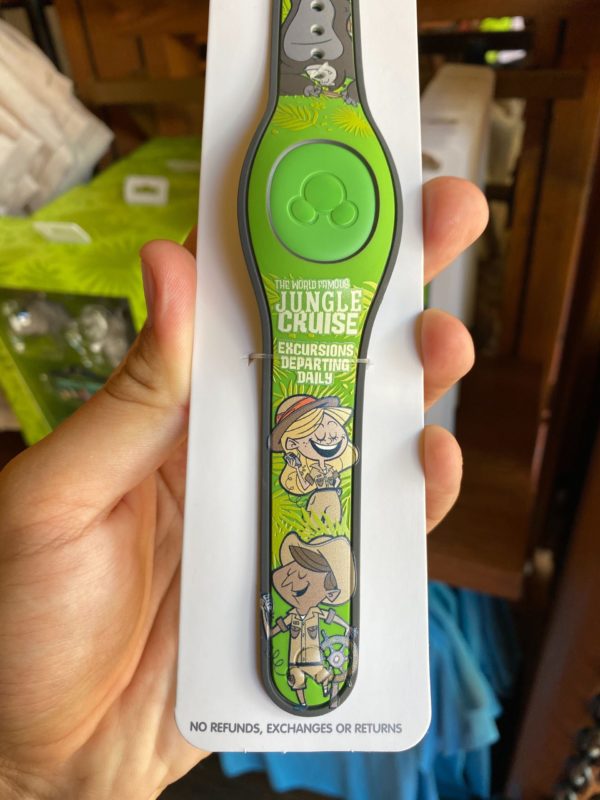 THE WORLD FAMOUS
JUNGLE
CRUISE
EXCURSIONS
DEPARTING
DAILY
NO REFUNDS, EXCHANGES OR RETURNS